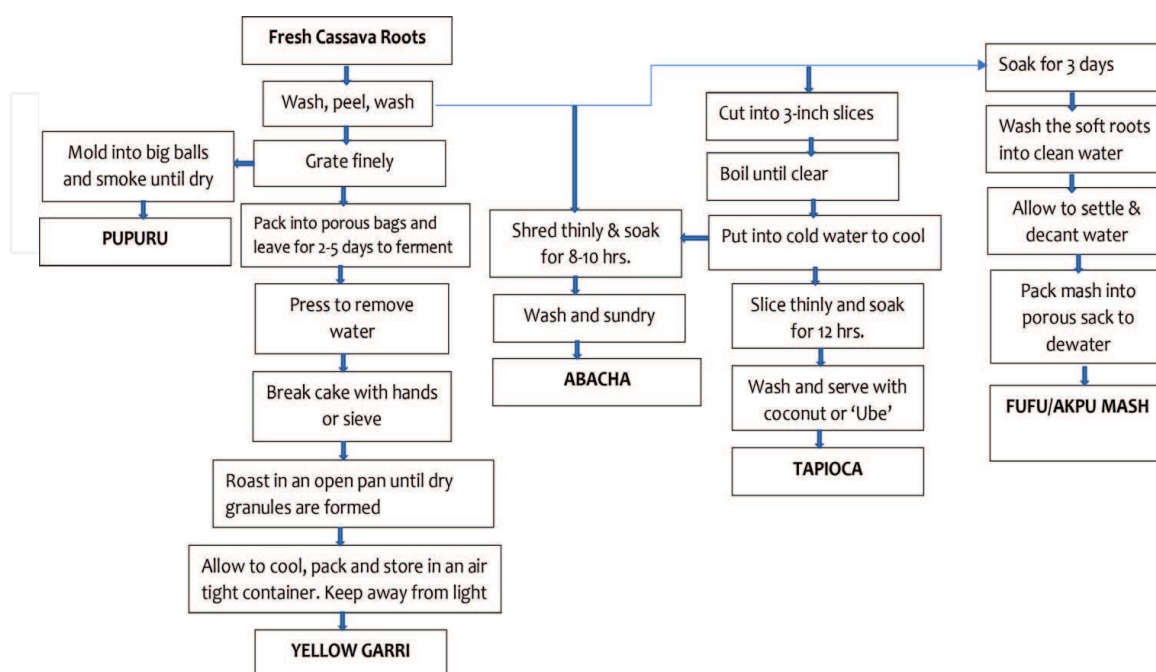 Fresh Cassava Roots
Wash, peel, wash
Grate finely
Mold into big balls
and smoke until dry
PUPURU
Pack into porous bags and
leave for 2-5 days to ferment
Press to remove
water
Break cake with hands
or sieve
Roast in an open pan until dry
granules are formed
Allow to cool, pack and store in an air
tight container. Keep away from light
YELLOW GARRI
Shred thinly & soak
for 8-10 hrs.
Wash and sundry
ABACHA
Cut into 3-inch slices
Boil until clear
Put into cold water to cool
Slice thinly and soak
for 12 hrs.
Wash and serve with
coconut or ‘Ube’
TAPIOCA
Soak for 3 days
Wash the soft roots
into clean water
Allow to settle &
decant water
Pack mash into
porous sack to
dewater
FUFU/AKPU MASH